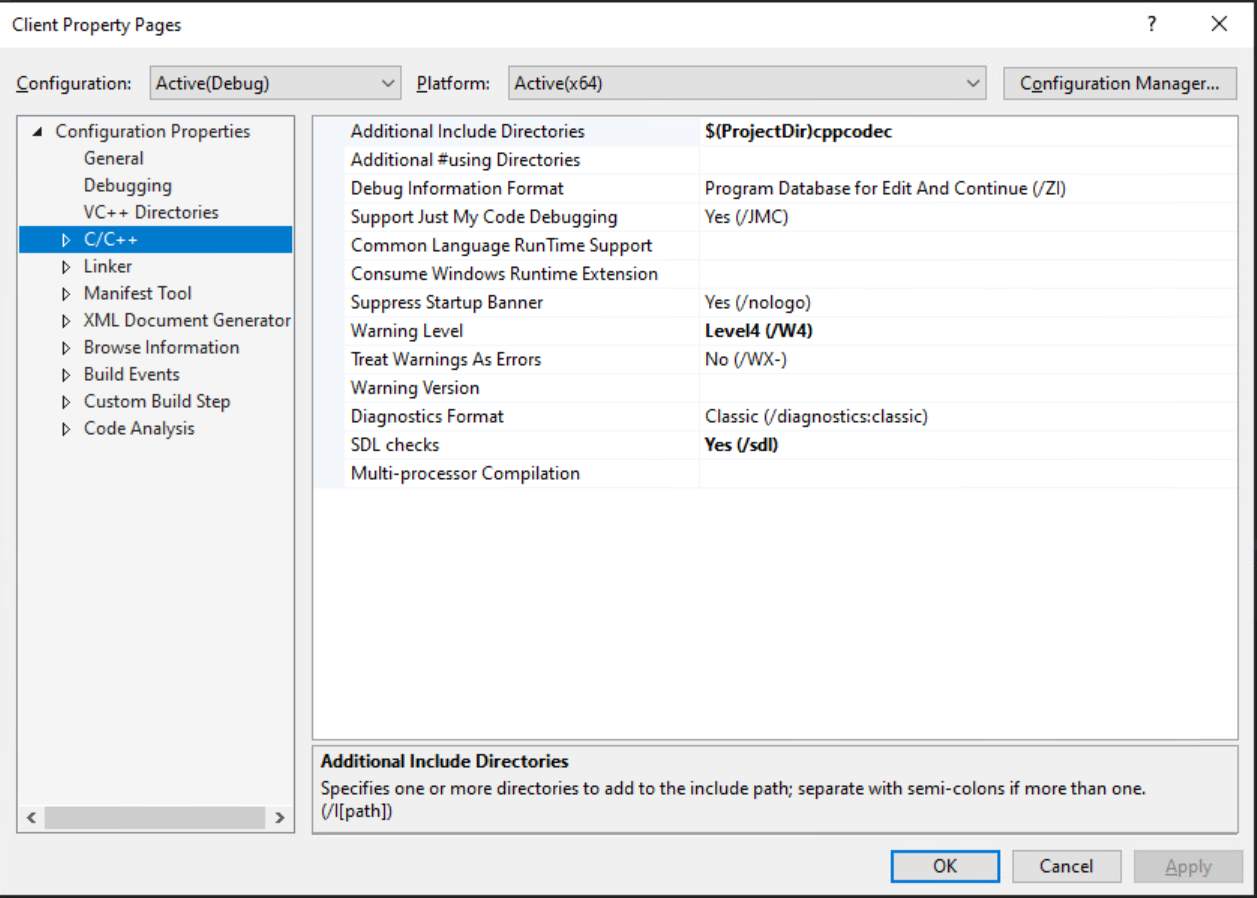 Client Property Pages
?
Configuration: Active(Debug) Platform: Active(x64) Configuration Manager...
Configuration Properties
General
Debugging
VC++ Directories
C/C++
Linker
Manifest Tool
XML Document Generator
Browse Information
Build Events
Custom Build Step
Code Analysis
Additional Include Directories $(ProjectDir)cppcodec
Additional #using Directories
Debug Information Format Program Database for Edit And Continue (/ZI)
Support Just My Code Debugging Yes (/JMC)
Common Language RunTime Support
Consume Windows Runtime Extension
Suppress Startup Banner Yes (/nologo)
Warning Level Level4 (/W4)
Treat Warnings As Errors No (/WX-)
Warning Version
Diagnostics Format Classic (/diagnostics:classic)
SDL checks Yes (/sdl)
Multi-processor Compilation
Additional Include Directories
Specifies one or more directories to add to the include path; separate with semi-colons if more than one.
(/I[path])
OK Cancel Apply